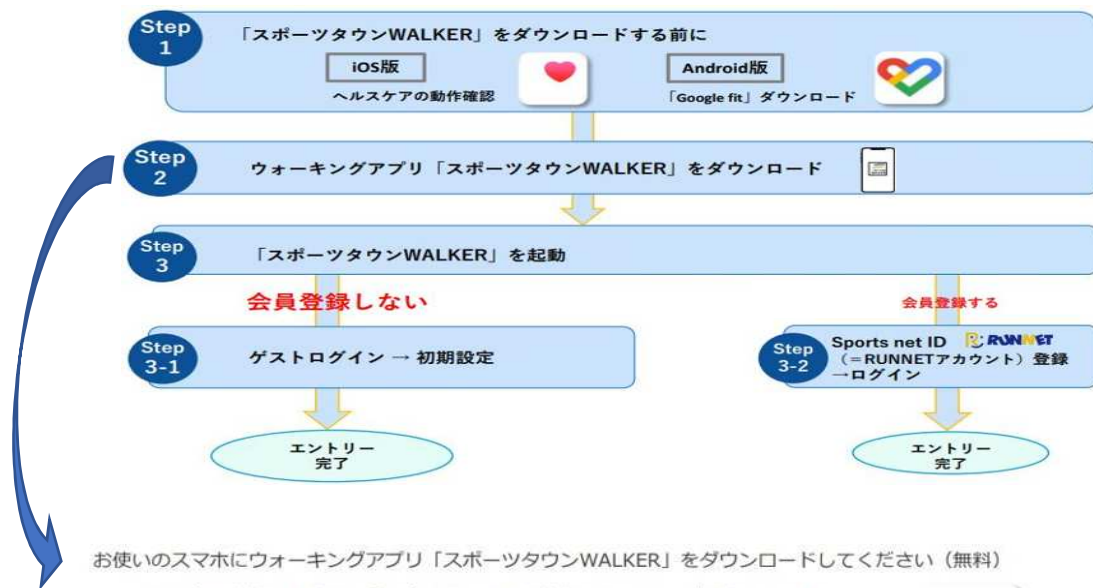 Step
1
「スポーツタウンWALKER」をダウンロードする前に
iOS版
Android版
ヘルスケアの動作確認
「Google fit」ダウンロード
Step
2
ウォーキングアプリ「スポーツタウンWALKER」をダウンロード
Step
3
「スポーツタウンWALKER」を起動
会員登録しない
会員登録する
Step
3-1
ゲストログイン → 初期設定
Step
3-2
Sports net ID RUNNET
（=RUNNETアカウント）登録
→ログイン
エントリー
完了
エントリー
完了
お使いのスマホにウォーキングアプリ「スポーツタウンWALKER」をダウンロードしてください（無料）